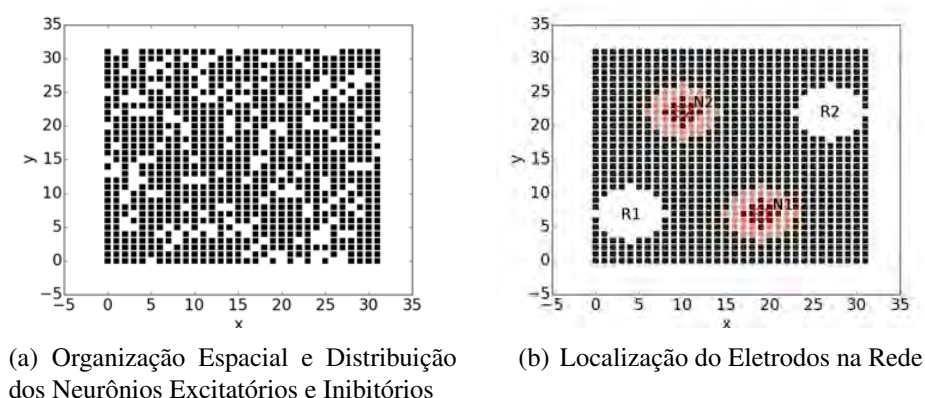 35
30
25
20
15
10
5
0
−5
−5 0 5 10 15 20 25 30 35
y
x
35
30
25
20
15
10
5
0
−5
−5 0 5 10 15 20 25 30 35
y
x
N2
R2
R1
N1
(a) Organização Espacial e Distribuição
dos Neurônios Excitatórios e Inibitórios
(b) Localização do Eletrodos na Rede